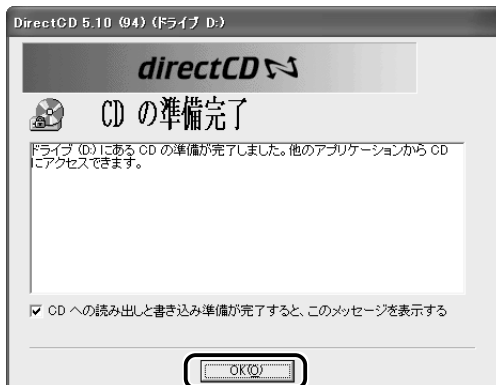 DirectCD 5.10 (94) (ドライブ D:)
directCD
CD の準備完了
ドライブ (D:) にある CD の準備が完了しました。他のアプリケーションから CD
にアクセスできます。
CD への読み出しと書き込み準備が完了すると、このメッセージを表示する
OK(O)